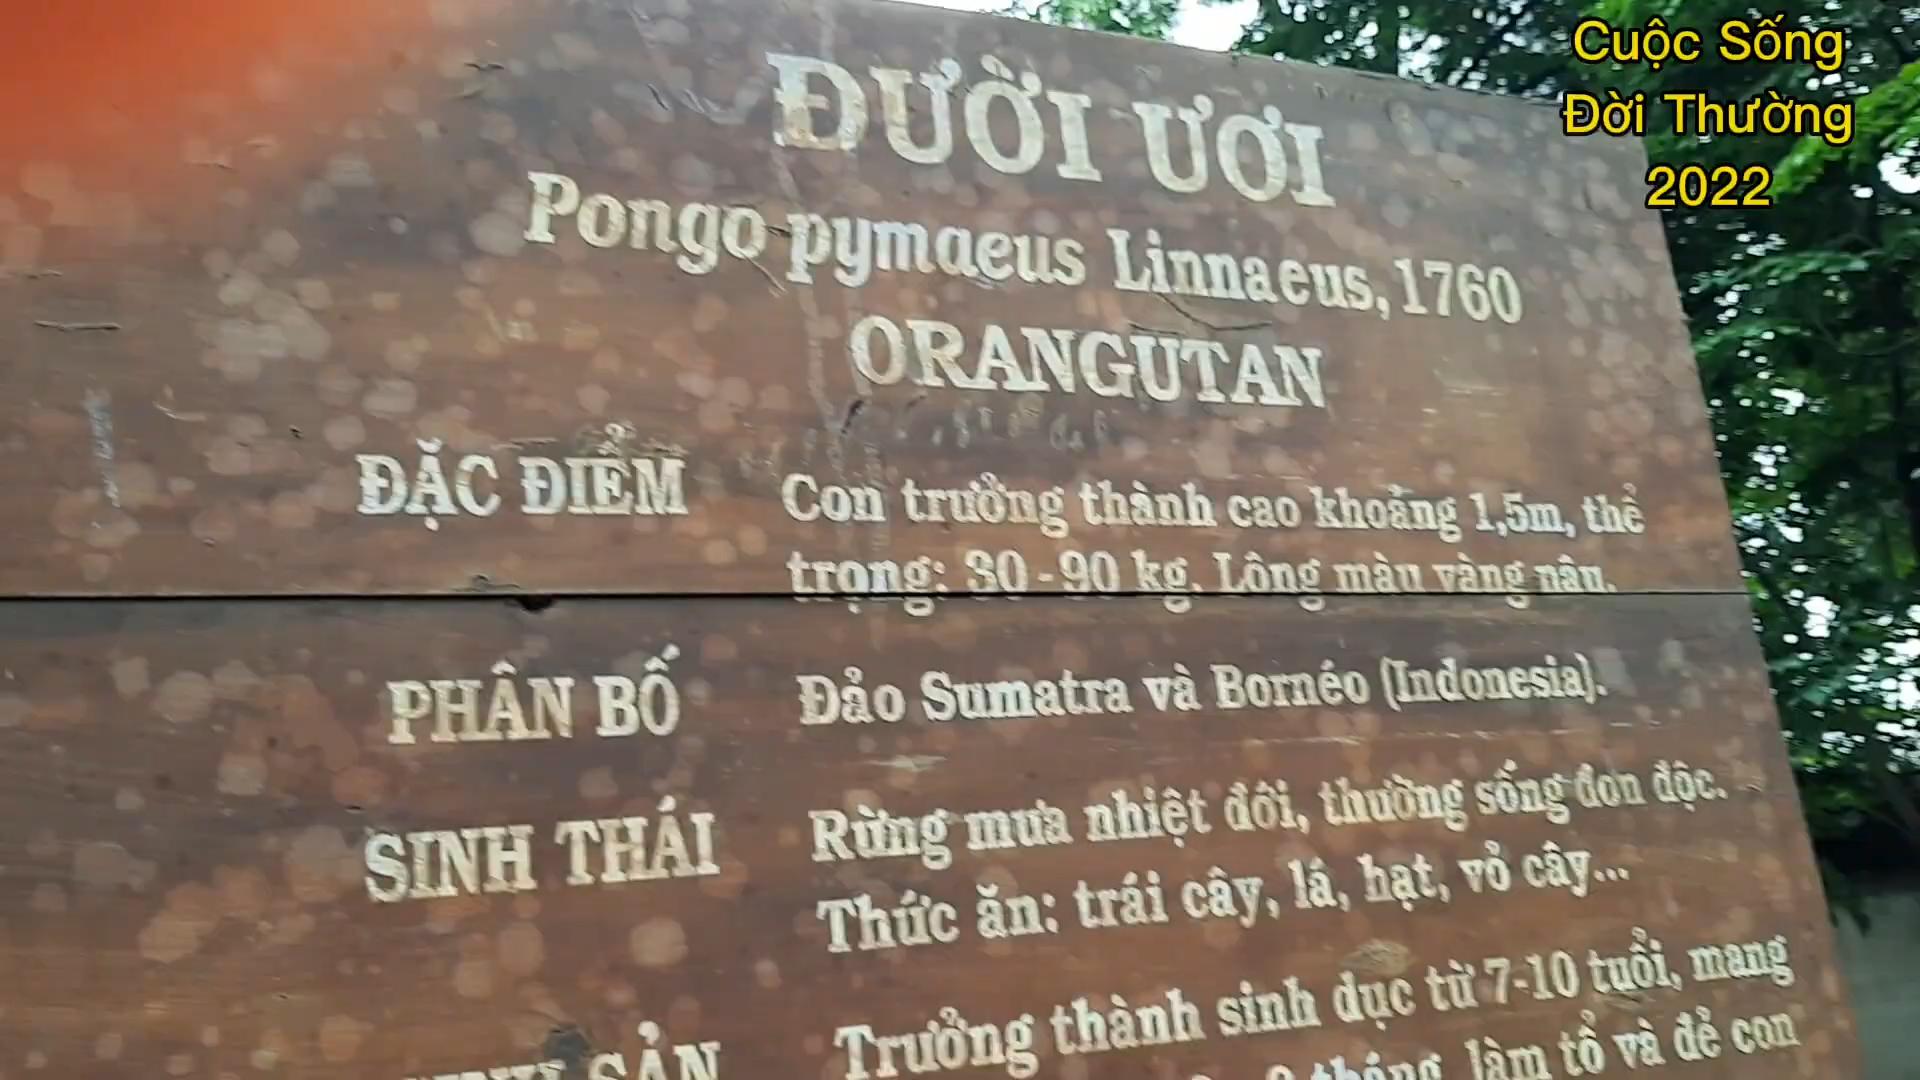 Cuộc Sống
Đời Thường
2022
ĐƯỜI ƯƠI
Pongo pymaeus Linnaeus, 1760
ORANGUTAN
ĐẶC ĐIỂM Con trưởng thành cao khoảng 1,5m, thể
trọng: 30 - 90 kg. Lông màu vàng nâu.
PHÂN BỐ Đảo Sumatra và Bornéo (Indonesia).
SINH THÁI Rừng mưa nhiệt đới, thường sống đơn độc.
Thức ăn: trái cây, lá, hạt, vỏ cây...
SẢN Trưởng thành sinh dục từ 7-10 tuổi, mang
tháng, làm tổ và đẻ con